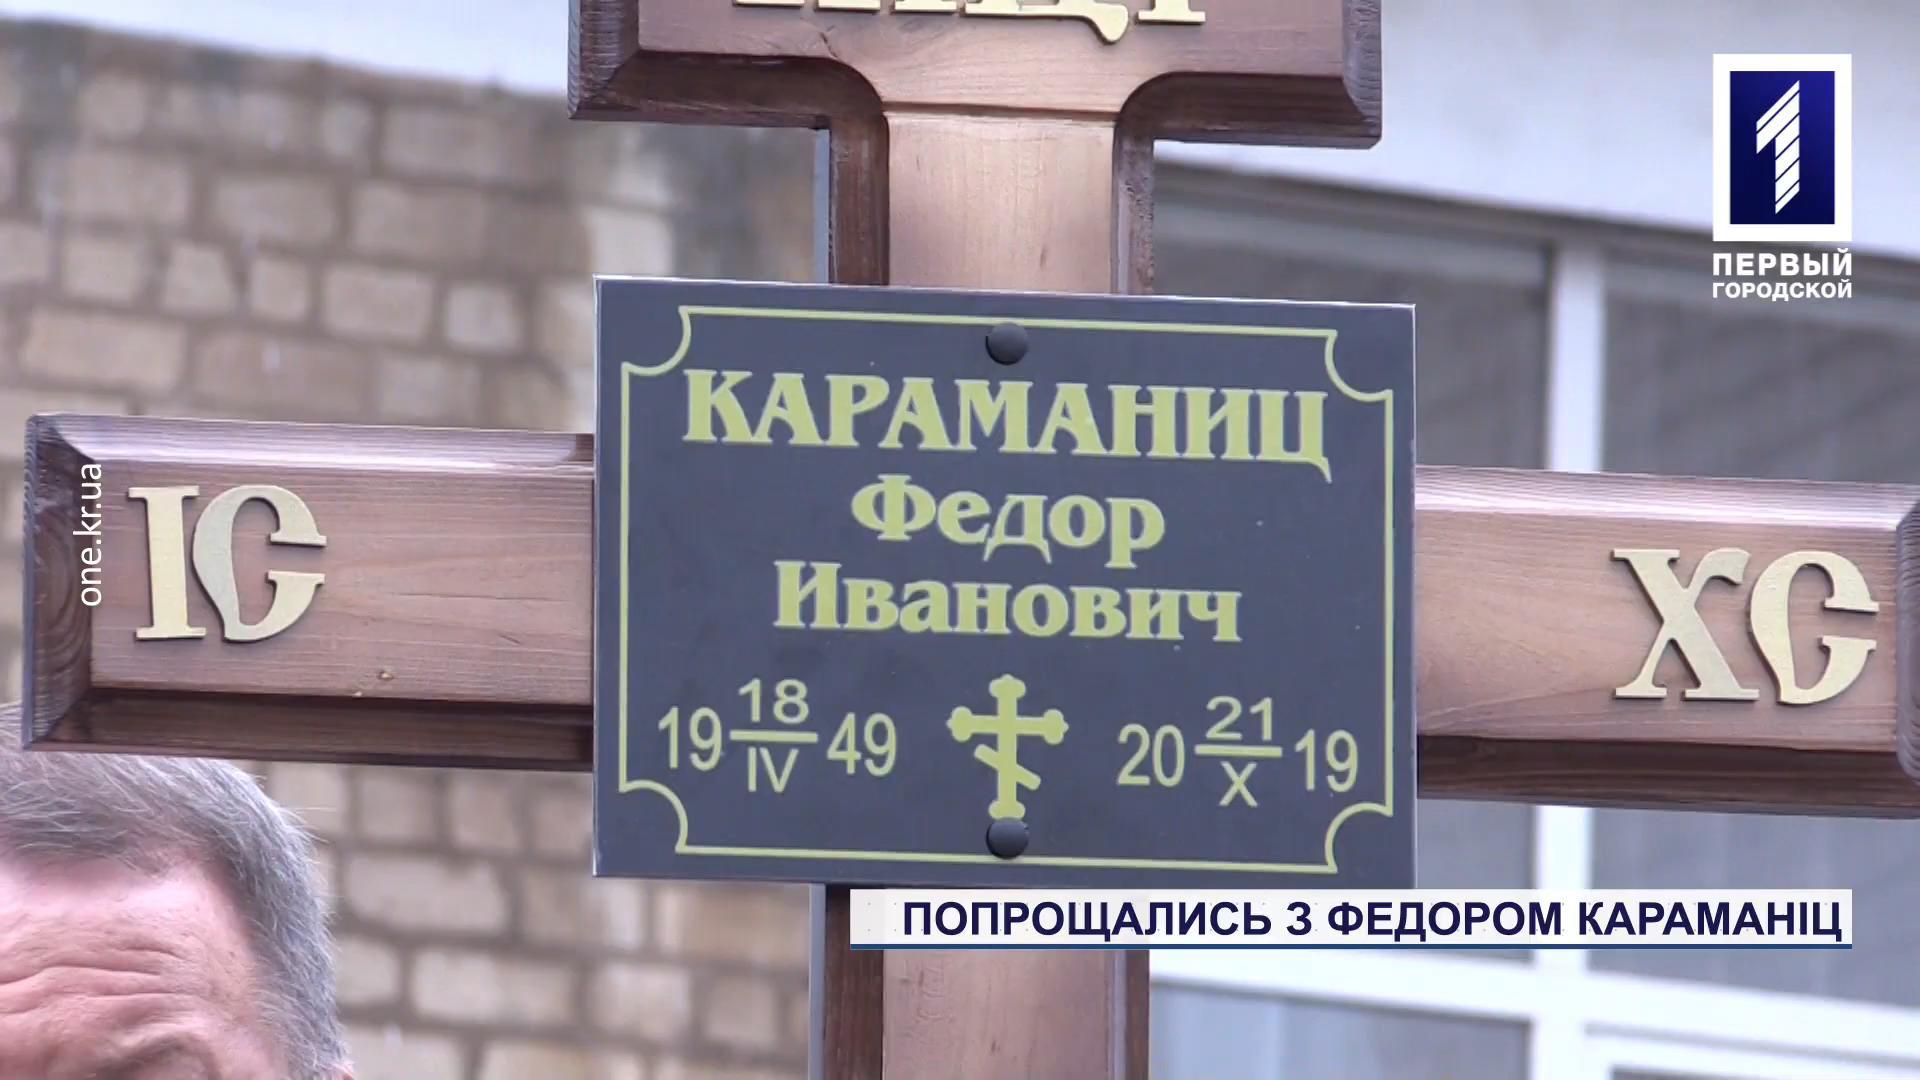 ПЕРВЫЙ
ГОРОДСКОЙ
one.kr.ua
ІС
ХС
КАРАМАНИЦ
Федор
Иванович
19 18/IV 49
20 21/X 19
ПОПРОЩАЛИСЬ З ФЕДОРОМ КАРАМАНІЦ